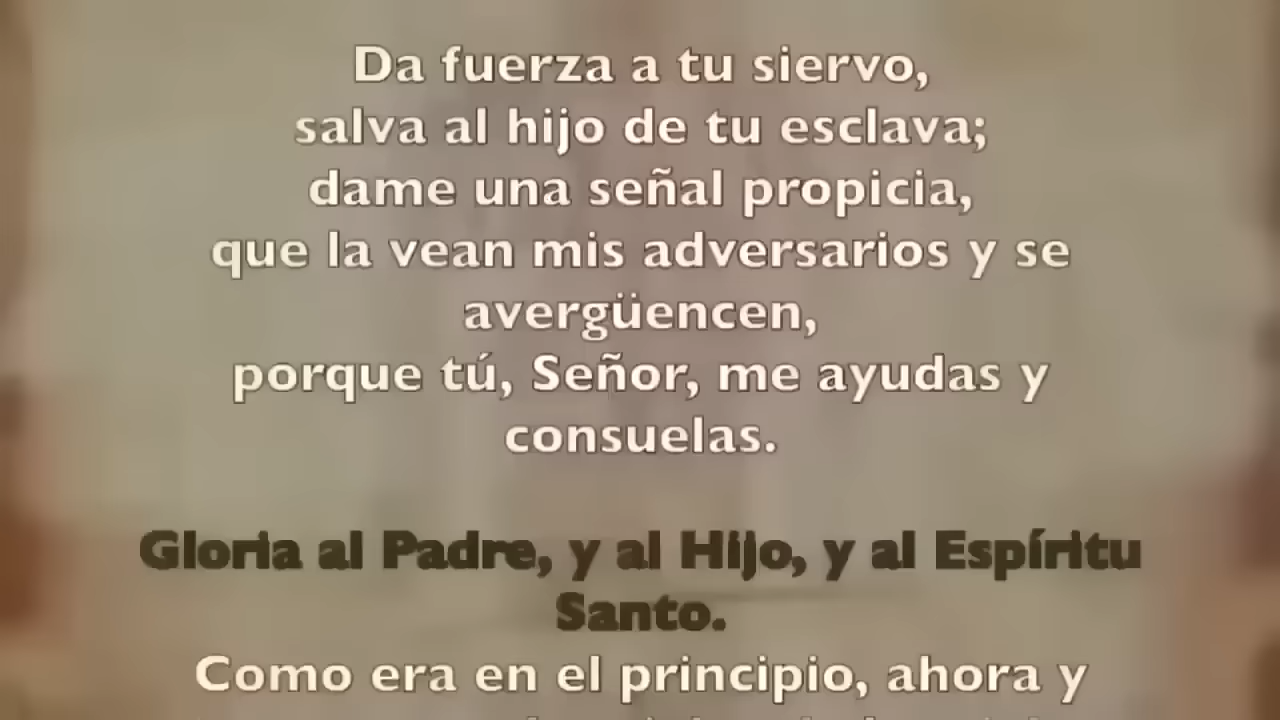 Da fuerza a tu siervo,
salva al hijo de tu esclava;
dame una señal propicia,
que la vean mis adversarios y se
avergüencen,
porque tú, Señor, me ayudas y
consuelas.
Gloria al Padre, y al Hijo, y al Espíritu
Santo.
Como era en el principio, ahora y